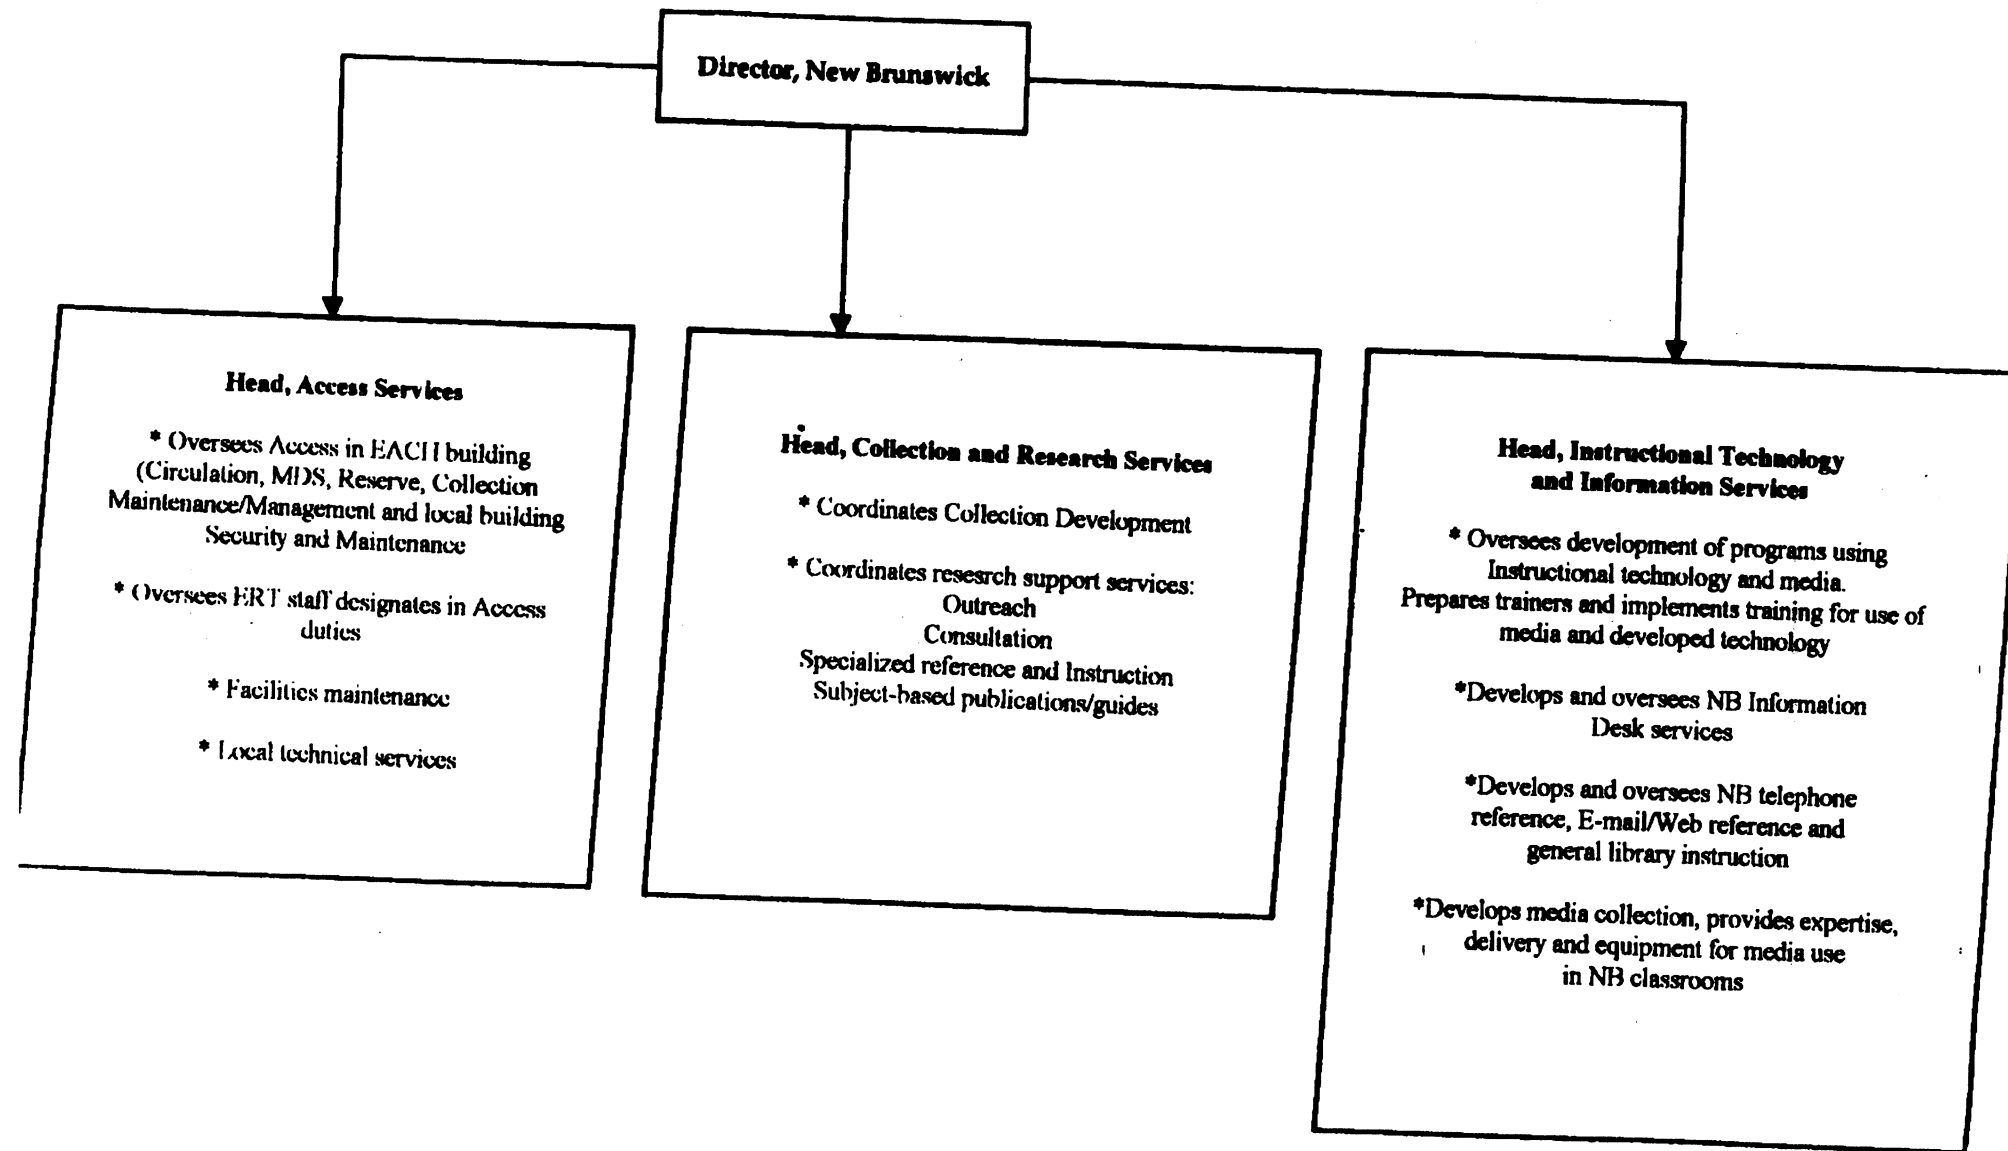 Director, New Brunswick
Head, Access Services
* Oversees Access in EACH building
(Circulation, MDS, Reserve, Collection
Maintenance/Management and local building
Security and Maintenance
* Oversees ERT staff designates in Access
duties
* Facilities maintenance
* Local technical services
Head, Collection and Research Services
* Coordinates Collection Development
* Coordinates resesrch support services:
Outreach
Consultation
Specialized reference and Instruction
Subject-based publications/guides
Head, Instructional Technology
and Information Services
* Oversees development of programs using
Instructional technology and media.
Prepares trainers and implements training for use of
media and developed technology
*Develops and oversees NB Information
Desk services
*Develops and oversees NB telephone
reference, E-mail/Web reference and
general library instruction
*Develops media collection, provides expertise,
delivery and equipment for media use
in NB classrooms